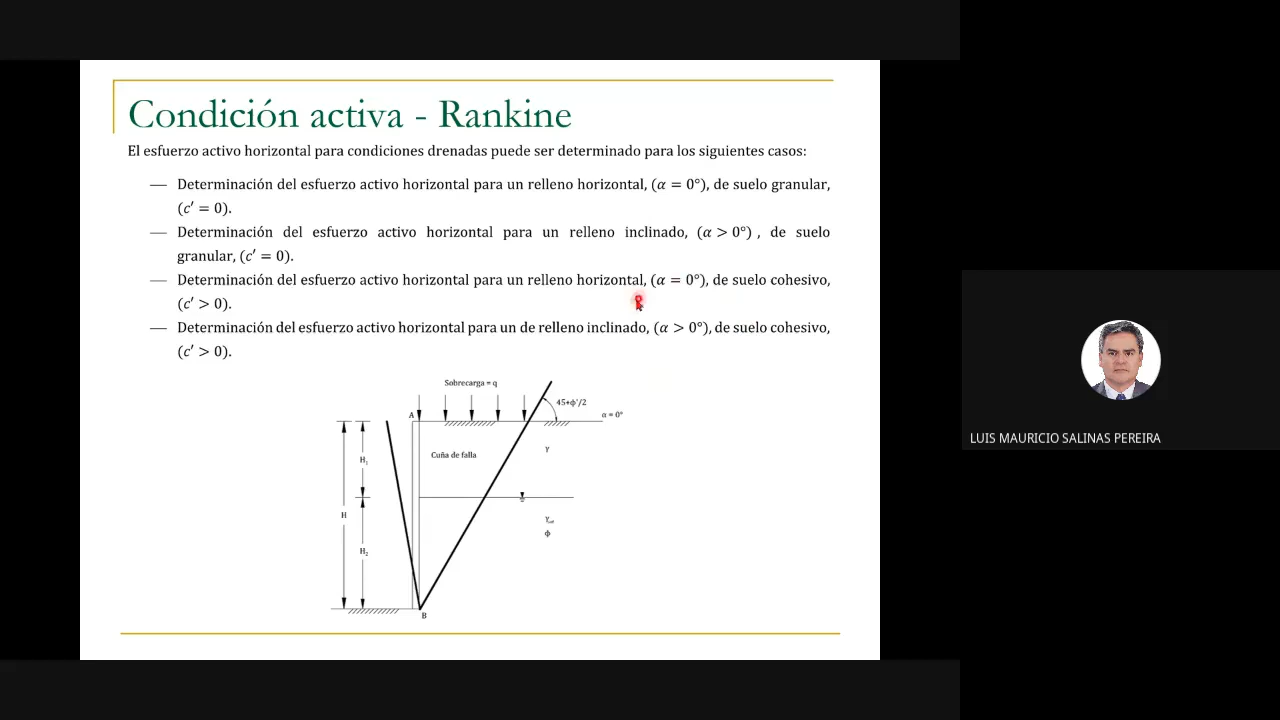 Condición activa - Rankine
El esfuerzo activo horizontal para condiciones drenadas puede ser determinado para los siguientes casos:
— Determinación del esfuerzo activo horizontal para un relleno horizontal, (α = 0°), de suelo granular,
(c′ = 0).
— Determinación del esfuerzo activo horizontal para un relleno inclinado, (α > 0°) , de suelo
granular, (c′ = 0).
— Determinación del esfuerzo activo horizontal para un relleno horizontal, (α = 0°), de suelo cohesivo,
(c′ > 0).
— Determinación del esfuerzo activo horizontal para un de relleno inclinado, (α > 0°), de suelo cohesivo,
(c′ > 0).
Sobrecarga = q
45+ϕ'/2
A
α = 0°
Cuña de falla
γ
H₁
H
γsat
ϕ
H₂
B
LUIS MAURICIO SALINAS PEREIRA